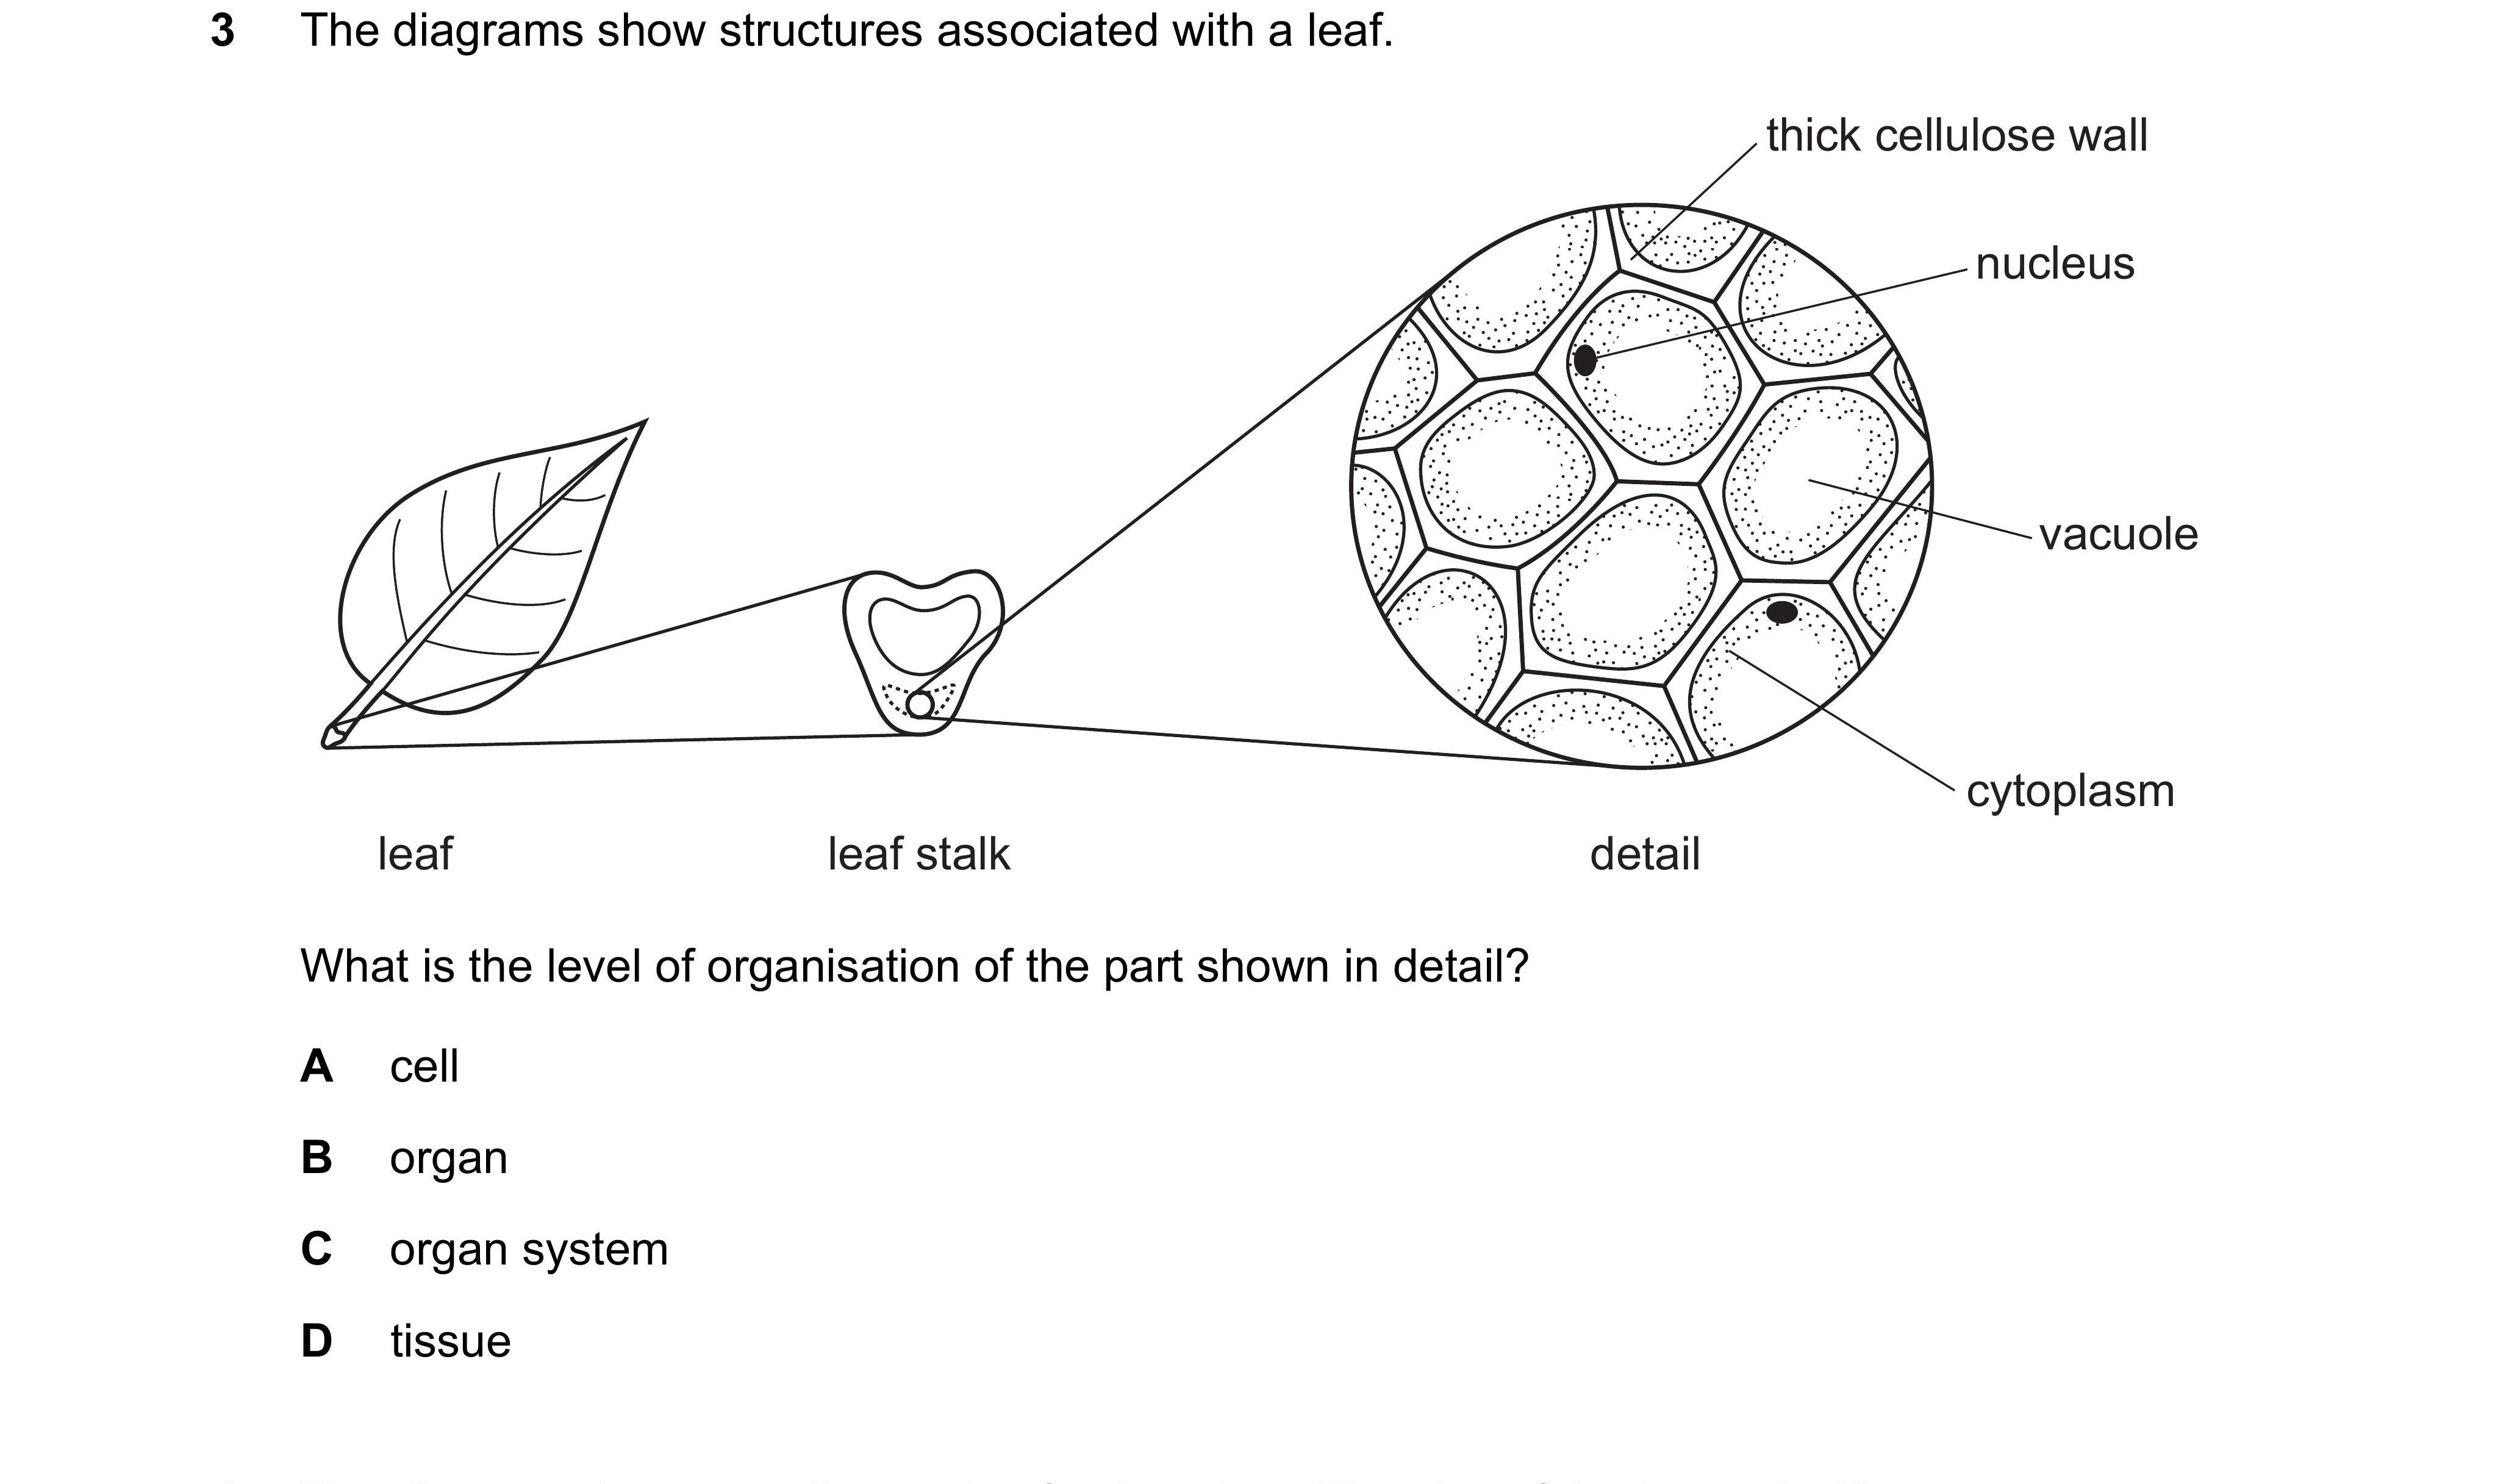 3 The diagrams show structures associated with a leaf.
thick cellulose wall
nucleus
vacuole
cytoplasm
leaf
leaf stalk
detail
What is the level of organisation of the part shown in detail?
A cell
B organ
C organ system
D tissue